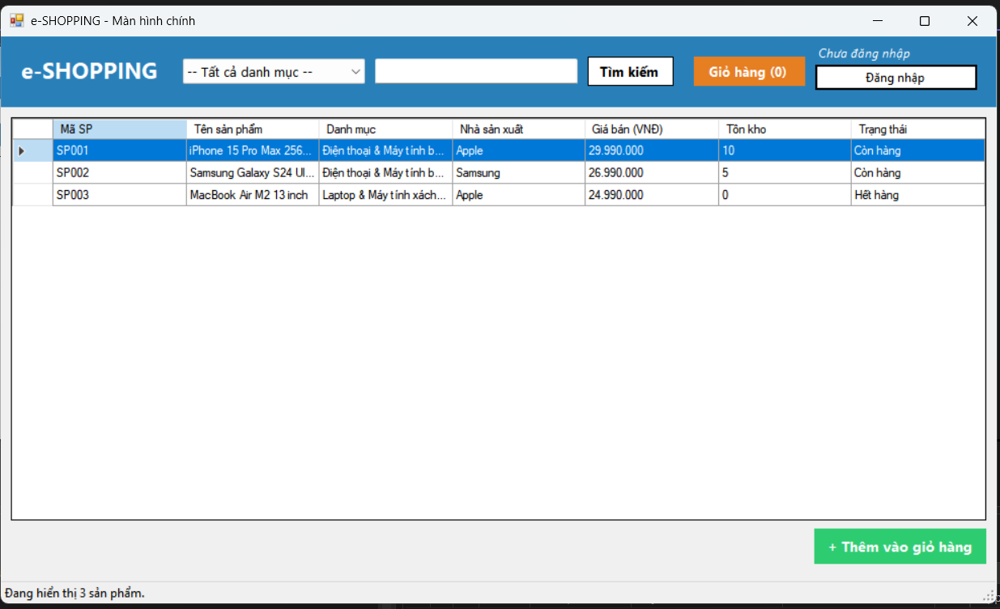 e-SHOPPING - Màn hình chính
Chưa đăng nhập
e-SHOPPING -- Tất cả danh mục -- Tìm kiếm Giỏ hàng (0) Đăng nhập
Mã SP Tên sản phẩm Danh mục Nhà sản xuất Giá bán (VNĐ) Tồn kho Trạng thái
SP001 iPhone 15 Pro Max 256... Điện thoại & Máy tính b... Apple 29.990.000 10 Còn hàng
SP002 Samsung Galaxy S24 Ul... Điện thoại & Máy tính b... Samsung 26.990.000 5 Còn hàng
SP003 MacBook Air M2 13 inch Laptop & Máy tính xách... Apple 24.990.000 0 Hết hàng
+ Thêm vào giỏ hàng
Đang hiển thị 3 sản phẩm.